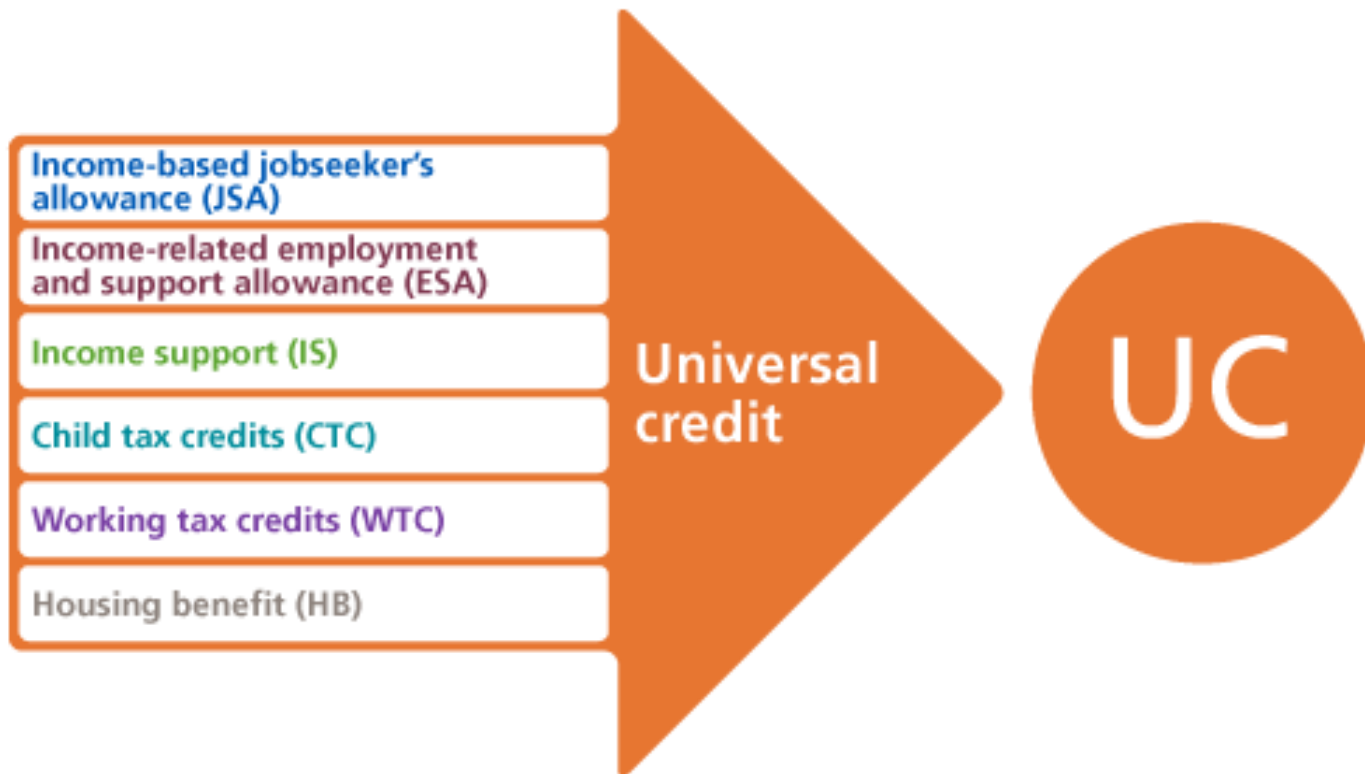 Income-based jobseeker’s
allowance (JSA)
Income-related employment
and support allowance (ESA)
Income support (IS)
Child tax credits (CTC)
Working tax credits (WTC)
Housing benefit (HB)
Universal
credit
UC